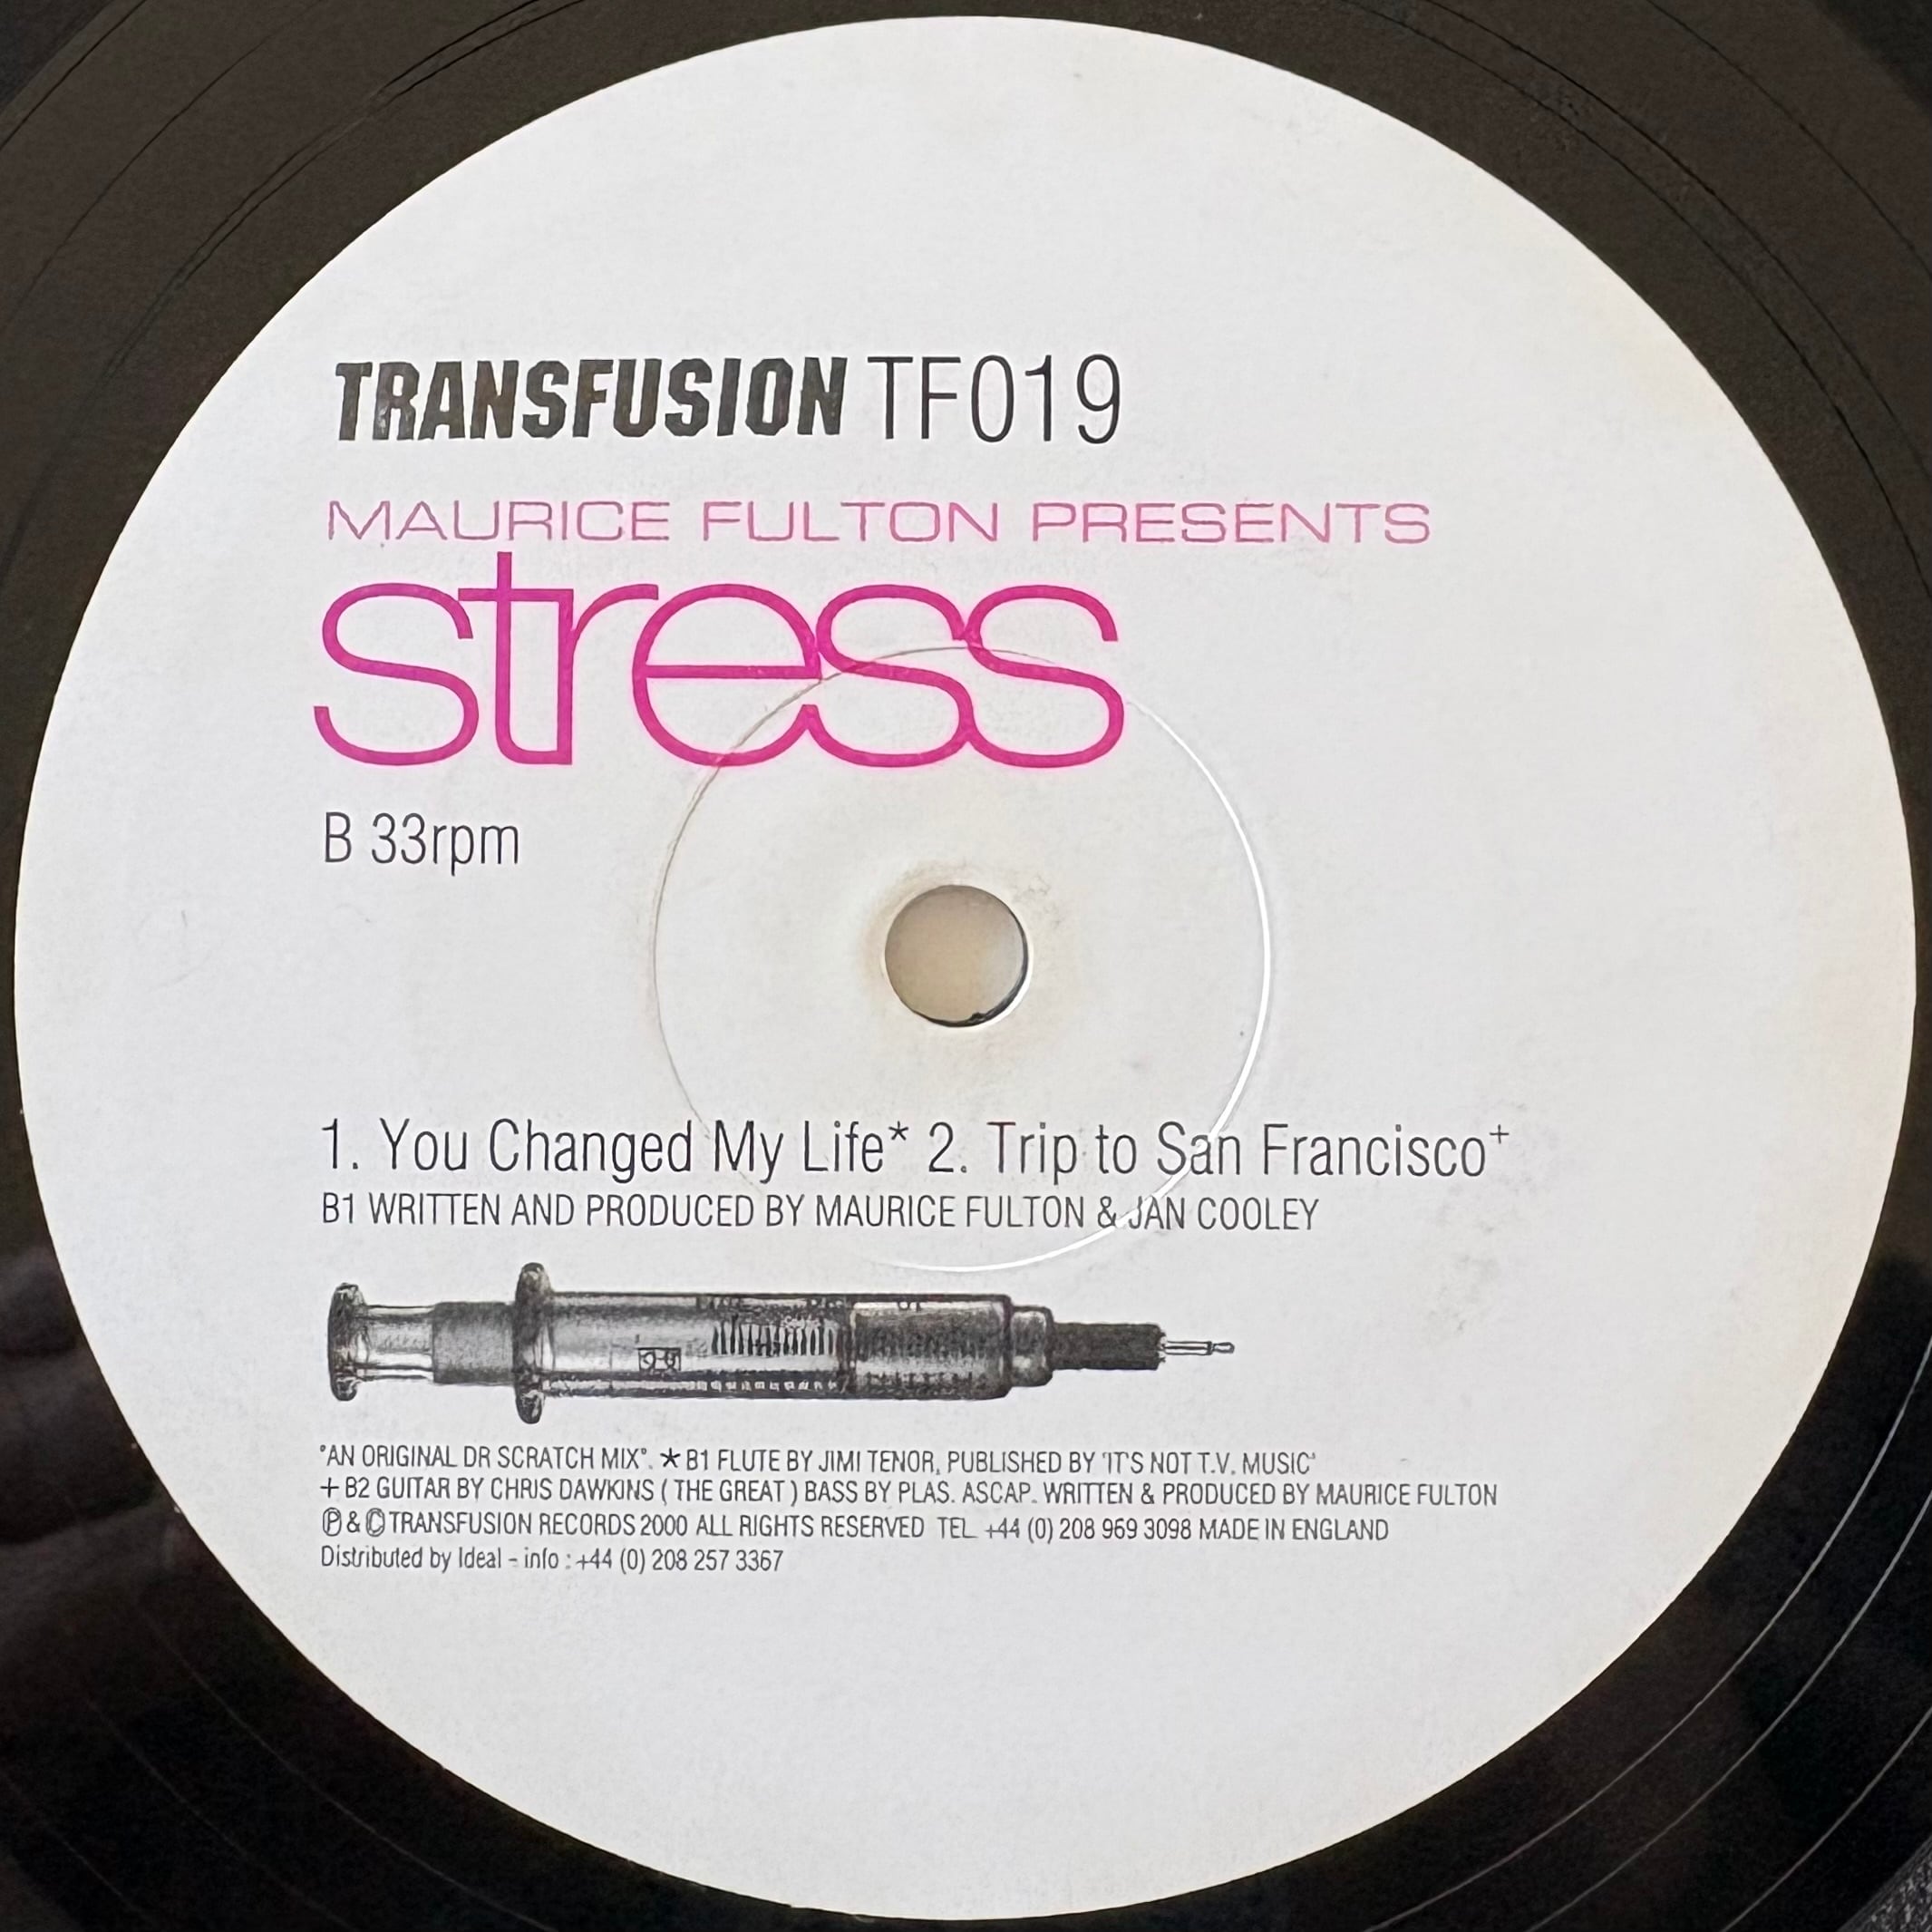 TRANSFUSION TF019
MAURICE FULTON PRESENTS
stress
B 33rpm
1. You Changed My Life* 2. Trip to San Francisco+
B1 WRITTEN AND PRODUCED BY MAURICE FULTON & JAN COOLEY
"AN ORIGINAL DR SCRATCH MIX". * B1 FLUTE BY JIMI TENOR, PUBLISHED BY 'IT'S NOT T.V. MUSIC'
+ B2 GUITAR BY CHRIS DAWKINS ( THE GREAT ) BASS BY PLAS. ASCAP. WRITTEN & PRODUCED BY MAURICE FULTON
℗ & © TRANSFUSION RECORDS 2000 ALL RIGHTS RESERVED TEL +44 (0) 208 969 3098 MADE IN ENGLAND
Distributed by Ideal - info : +44 (0) 208 257 3367